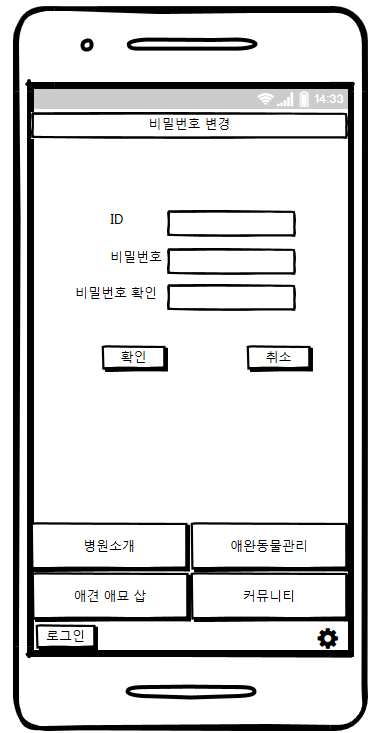 14:33
비밀번호 변경
ID
비밀번호
비밀번호 확인
확인 취소
병원소개 애완동물관리
애견 애묘 삽 커뮤니티
로그인